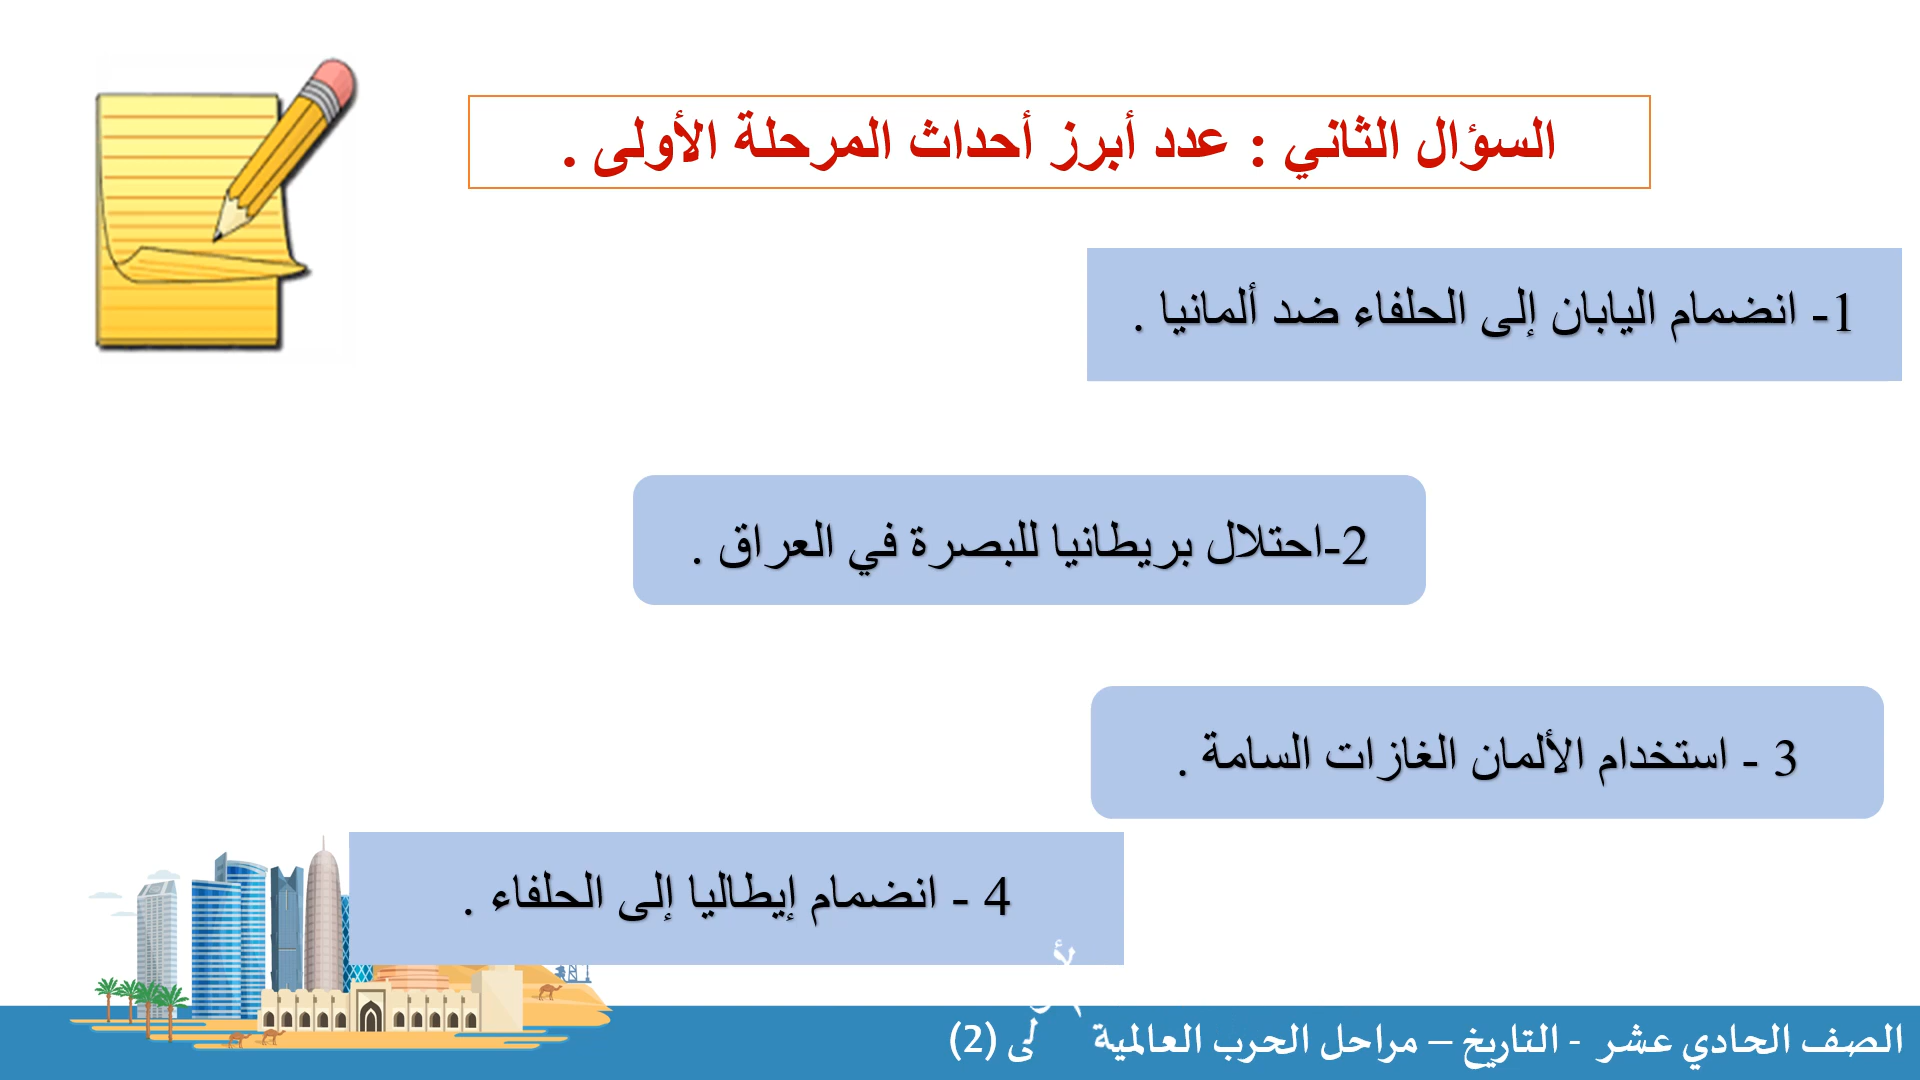 السؤال الثاني : عدد أبرز أحداث المرحلة الأولى .
1- انضمام اليابان إلى الحلفاء ضد ألمانيا .
2-احتلال بريطانيا للبصرة في العراق .
3 - استخدام الألمان الغازات السامة .
4 - انضمام إيطاليا إلى الحلفاء .
الصف الحادي عشر - التاريخ – مراحل الحرب العالمية الأولى (2)